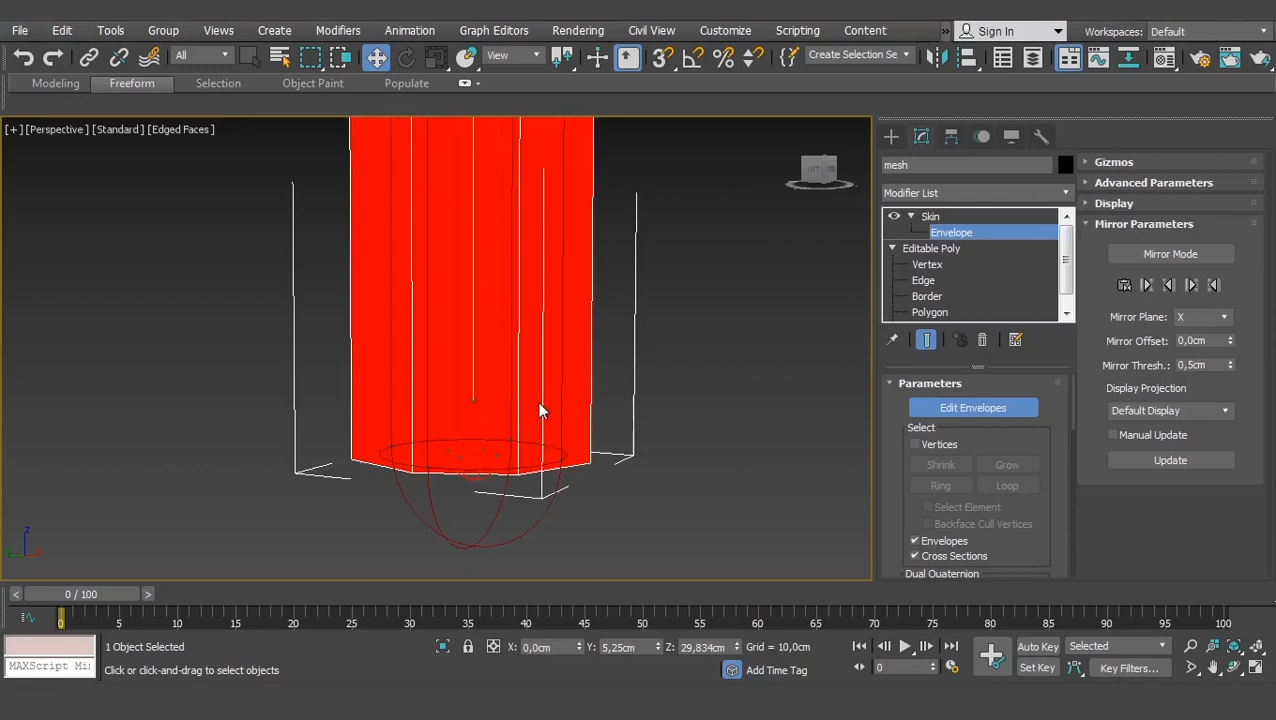 File Edit Tools Group Views Create Modifiers Animation Graph Editors Rendering Civil View Customize Scripting Content » Sign In Workspaces: Default
All View Create Selection Se
Modeling Freeform Selection Object Paint Populate
[+] [Perspective] [Standard] [Edged Faces]
mesh
Modifier List
Skin
Envelope
Editable Poly
Vertex
Edge
Border
Polygon
Parameters
Edit Envelopes
Select
Vertices
Shrink Grow
Ring Loop
Select Element
Backface Cull Vertices
Envelopes
Cross Sections
Dual Quaternion
Gizmos
Advanced Parameters
Display
Mirror Parameters
Mirror Mode
Mirror Plane: X
Mirror Offset: 0,0cm
Mirror Thresh.: 0,5cm
Display Projection
Default Display
Manual Update
Update
z
x
< 0 / 100 >
0 5 10 15 20 25 30 35 40 45 50 55 60 65 70 75 80 85 90 95 100
1 Object Selected X: 0,0cm Y: 5,25cm Z: 29,834cm Grid = 10,0cm Auto Key Selected
MAXScript Mi Click or click-and-drag to select objects Add Time Tag 0 Set Key Key Filters...